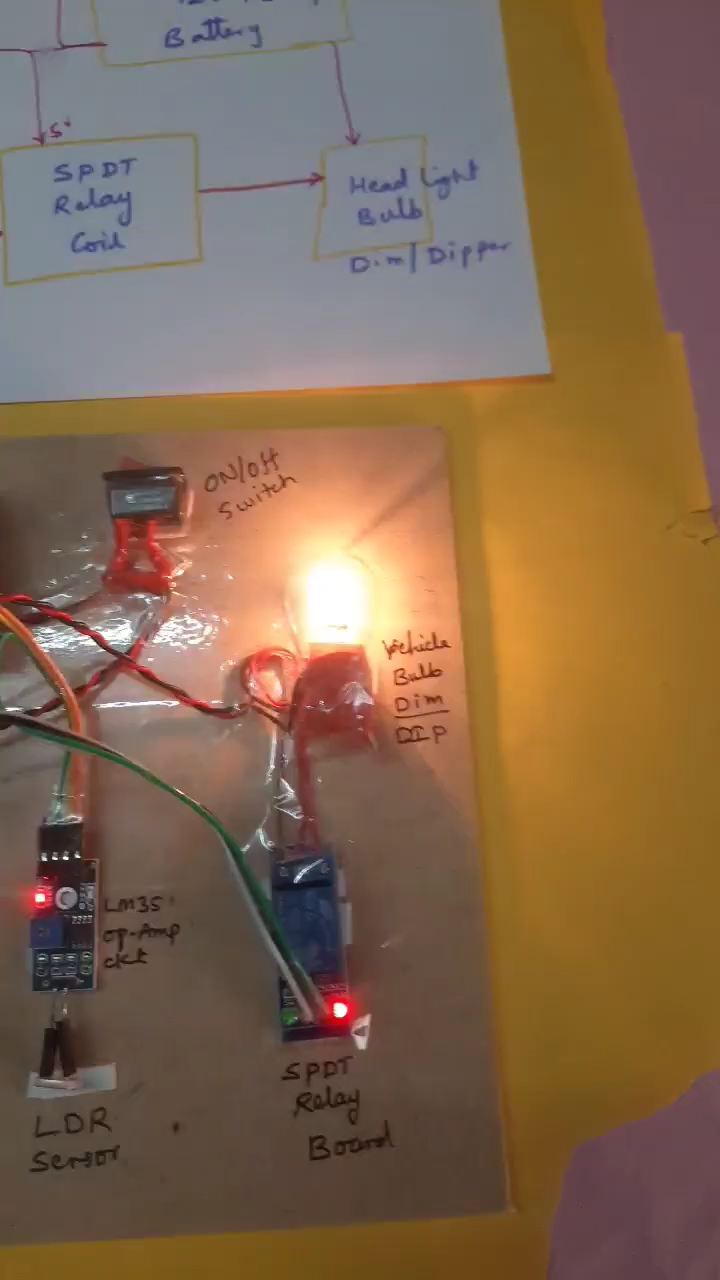 Battery
5V
SPDT
Relay
Coil
Head light
Bulb
Dim/Dipper
ON/OFF
Switch
Vehicle
Bulb
Dim
DIP
LM35
OP-Amp
ckt
SPDT
Relay
Board
LDR
Sensor